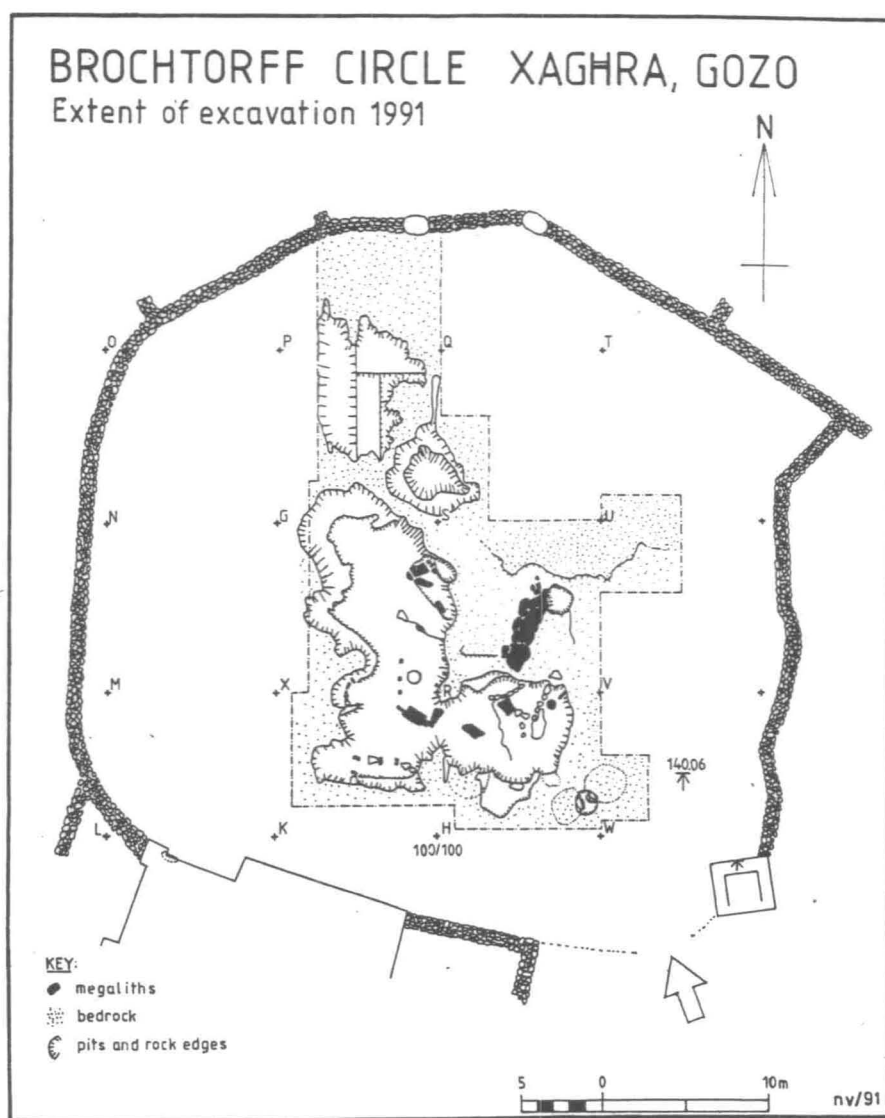 BROCHTORFF CIRCLE XAGHRA, GOZO
Extent of excavation 1991
N
O P Q T
N G S U
M X R V
140.06
L K H W
100/100
KEY:
megaliths
bedrock
pits and rock edges
5 0 10m
nv/91